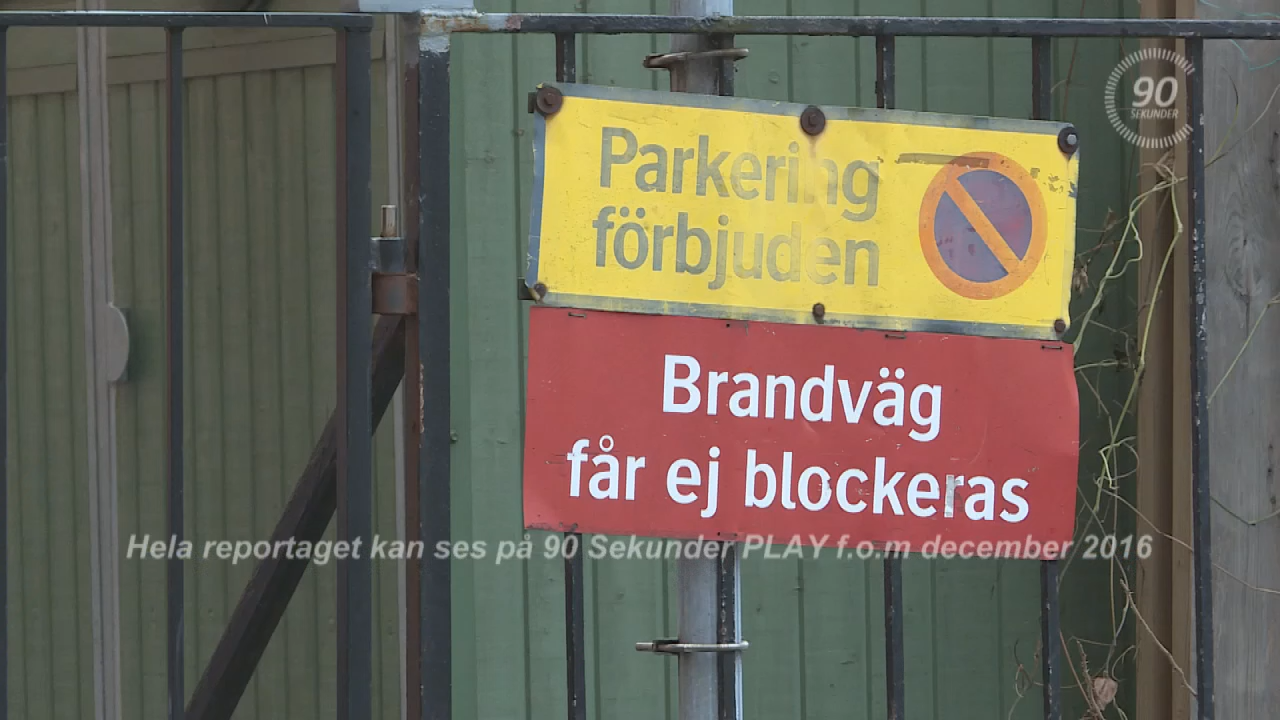 90
SEKUNDER
Parkering
förbjuden
Brandväg
får ej blockeras
Hela reportaget kan ses på 90 Sekunder PLAY f.o.m december 2016